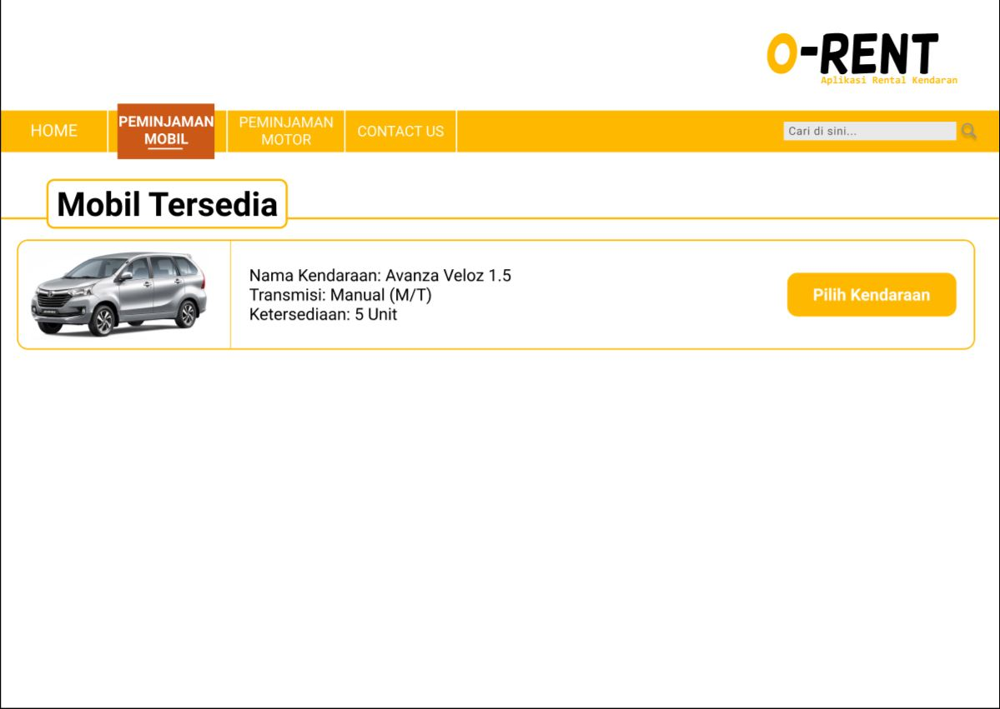 O-RENT
Aplikasi Rental Kendaran
HOME
PEMINJAMAN
MOBIL
PEMINJAMAN
MOTOR
CONTACT US
Cari di sini...
Mobil Tersedia
Nama Kendaraan: Avanza Veloz 1.5
Transmisi: Manual (M/T)
Ketersediaan: 5 Unit
Pilih Kendaraan